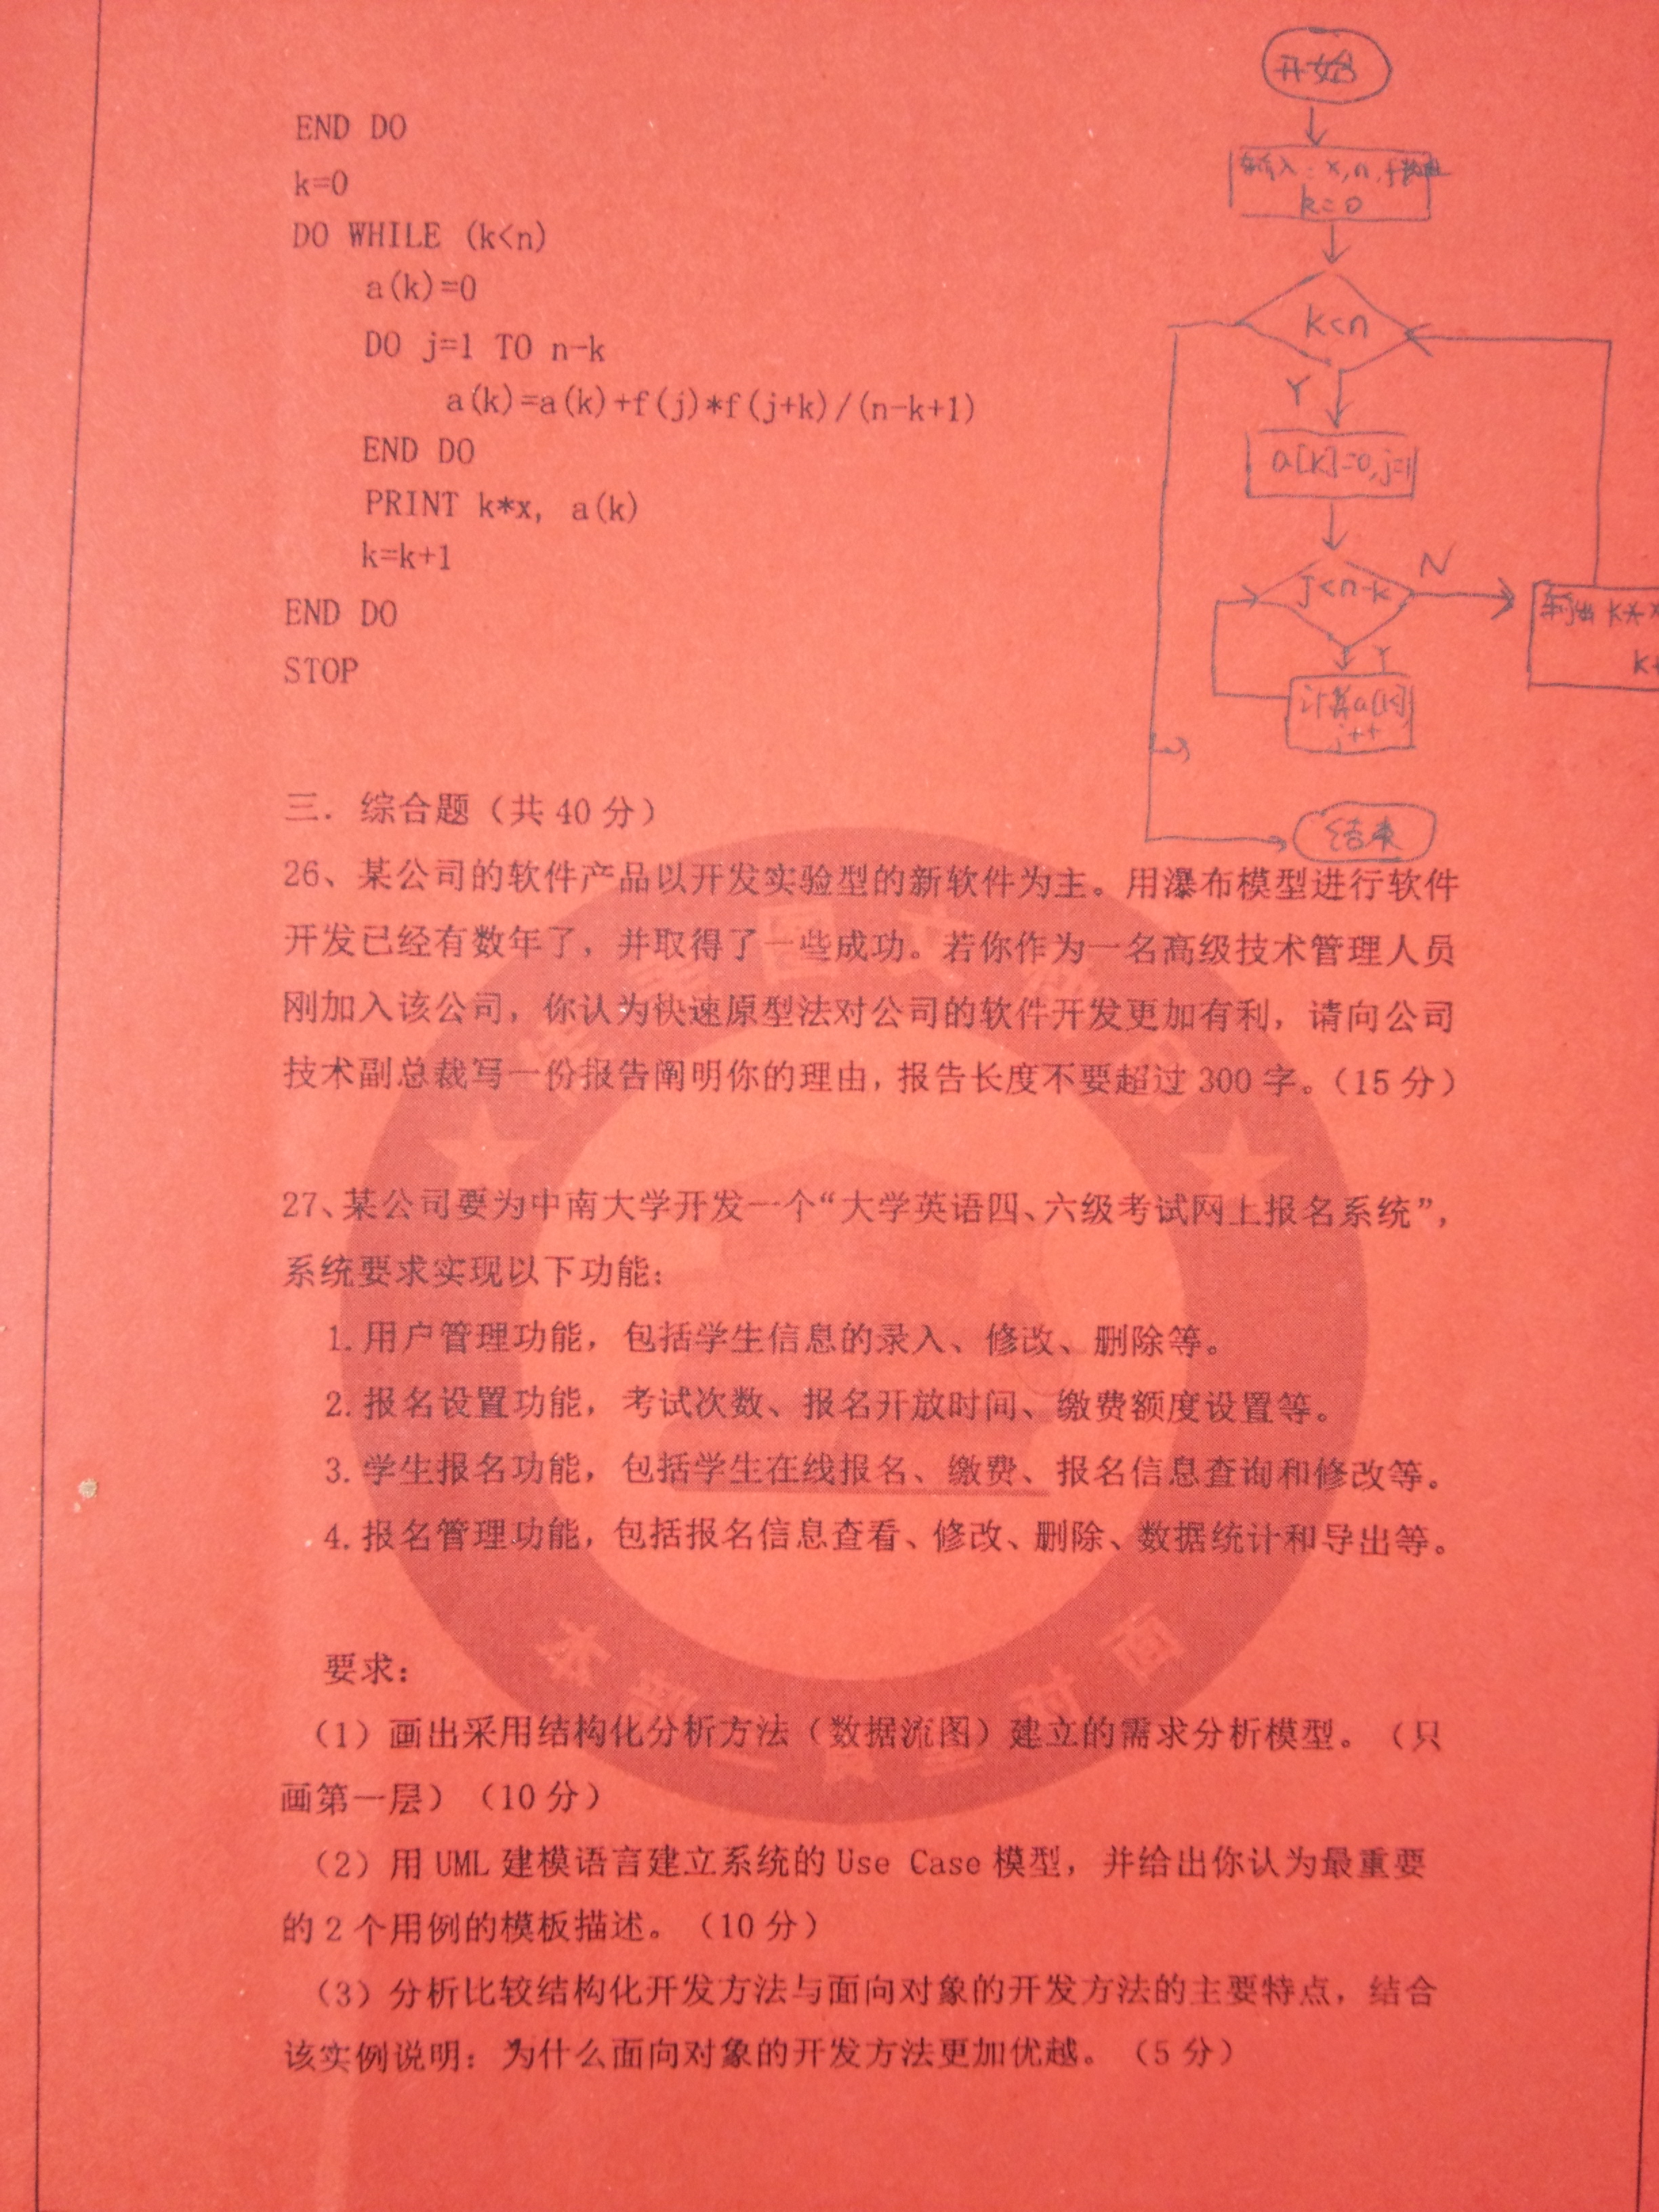 END DO
k=0
DO WHILE (k<n)
a(k)=0
DO j=1 TO n-k
a(k)=a(k)+f(j)*f(j+k)/(n-k+1)
END DO
PRINT k*x, a(k)
k=k+1
END DO
STOP
开始
输入: x,n,f
k=0
k<n
Y
a[k]=0,j=1
j<n-k
N
Y
计算a[k]
j++
输出 k*x
k+
结束
三. 综合题（共 40 分）
26、某公司的软件产品以开发实验型的新软件为主。用瀑布模型进行软件
开发已经有数年了，并取得了一些成功。若你作为一名高级技术管理人员
刚加入该公司，你认为快速原型法对公司的软件开发更加有利，请向公司
技术副总裁写一份报告阐明你的理由，报告长度不要超过 300 字。（15 分）
27、某公司要为中南大学开发一个“大学英语四、六级考试网上报名系统”，
系统要求实现以下功能：
1. 用户管理功能，包括学生信息的录入、修改、删除等。
2. 报名设置功能，考试次数、报名开放时间、缴费额度设置等。
3. 学生报名功能，包括学生在线报名、缴费、报名信息查询和修改等。
4. 报名管理功能，包括报名信息查看、修改、删除、数据统计和导出等。
要求：
（1）画出采用结构化分析方法（数据流图）建立的需求分析模型。（只
画第一层）（10 分）
（2）用 UML 建模语言建立系统的 Use Case 模型，并给出你认为最重要
的 2 个用例的模板描述。（10 分）
（3）分析比较结构化开发方法与面向对象的开发方法的主要特点，结合
该实例说明：为什么面向对象的开发方法更加优越。（5 分）